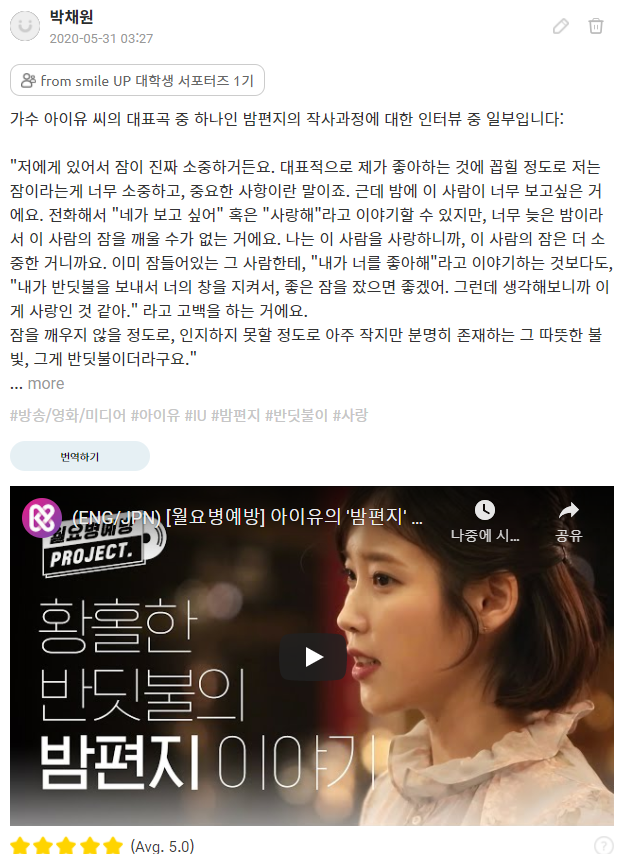 박채원
2020-05-31 03:27
from smile UP 대학생 서포터즈 1기
가수 아이유 씨의 대표곡 중 하나인 밤편지의 작사과정에 대한 인터뷰 중 일부입니다:
"저에게 있어서 잠이 진짜 소중하거든요. 대표적으로 제가 좋아하는 것에 꼽힐 정도로 저는
잠이라는게 너무 소중하고, 중요한 사항이란 말이죠. 근데 밤에 이 사람이 너무 보고싶은 거
에요. 전화해서 "네가 보고 싶어" 혹은 "사랑해"라고 이야기할 수 있지만, 너무 늦은 밤이라
서 이 사람의 잠을 깨울 수가 없는 거에요. 나는 이 사람을 사랑하니까, 이 사람의 잠은 더 소
중한 거니까요. 이미 잠들어있는 그 사람한테, "내가 너를 좋아해"라고 이야기하는 것보다도,
"내가 반딧불을 보내서 너의 창을 지켜서, 좋은 잠을 잤으면 좋겠어. 그런데 생각해보니까 이
게 사랑인 것 같아." 라고 고백을 하는 거에요.
잠을 깨우지 않을 정도로, 인지하지 못할 정도로 아주 작지만 분명히 존재하는 그 따뜻한 불
빛, 그게 반딧불이더라구요."
... more
#방송/영화/미디어 #아이유 #IU #밤편지 #반딧불이 #사랑
번역하기
(ENG/JPN) [월요병예방] 아이유의 '밤편지' ...
나중에 시...
공유
월요병예방
PROJECT.
황홀한
반딧불의
밤편지 이야기
(Avg. 5.0)